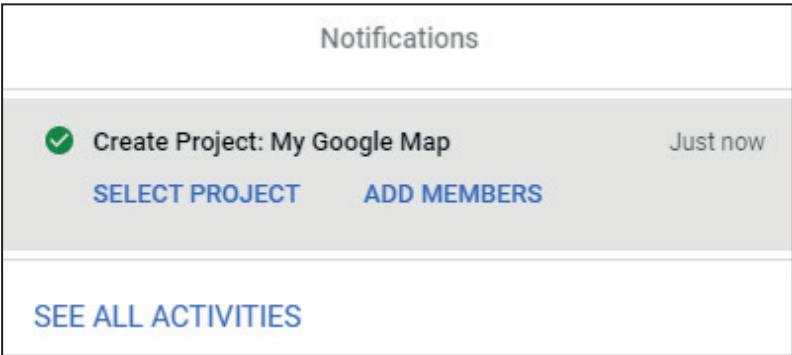 Notifications
Create Project: My Google Map Just now
SELECT PROJECT ADD MEMBERS
SEE ALL ACTIVITIES